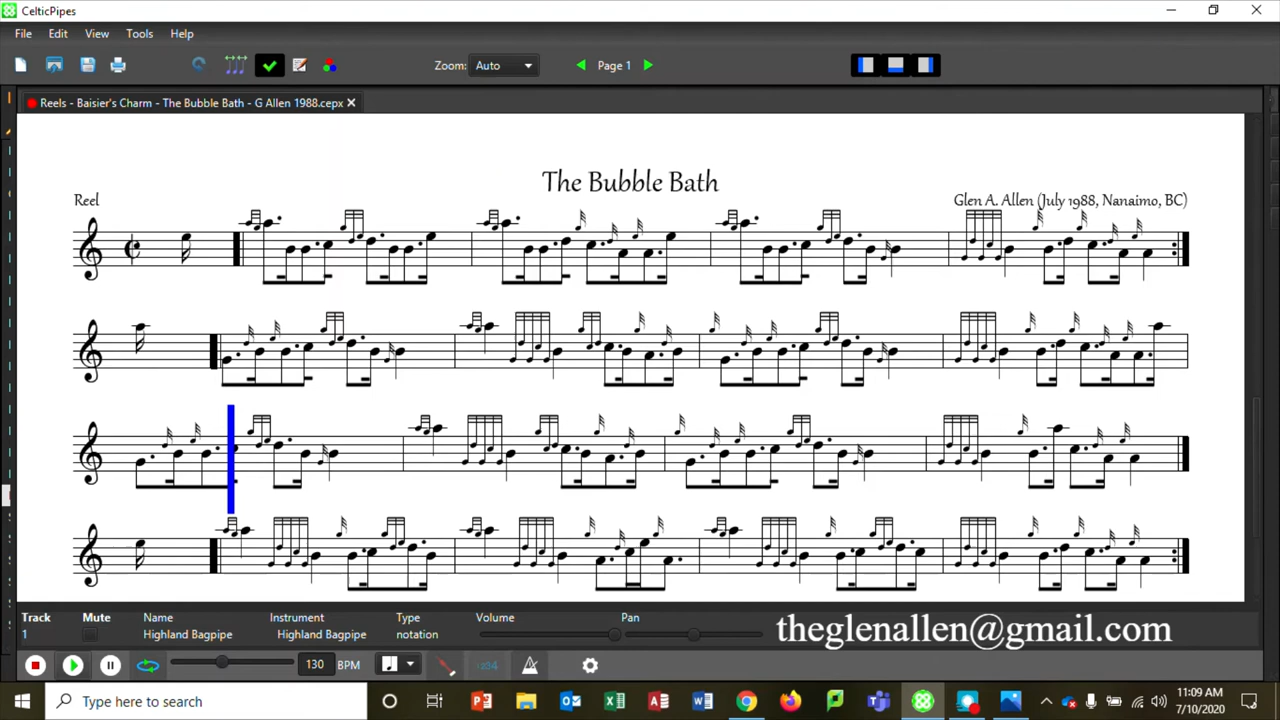 CelticPipes
File Edit View Tools Help
Zoom: Auto Page 1
Reels - Baisier's Charm - The Bubble Bath - G Allen 1988.cepx
The Bubble Bath
Reel
Glen A. Allen (July 1988, Nanaimo, BC)
Track Mute Name Instrument Type Volume Pan
1 Highland Bagpipe Highland Bagpipe notation
theglenallen@gmail.com
130 BPM 1234
Type here to search
11:09 AM
7/10/2020